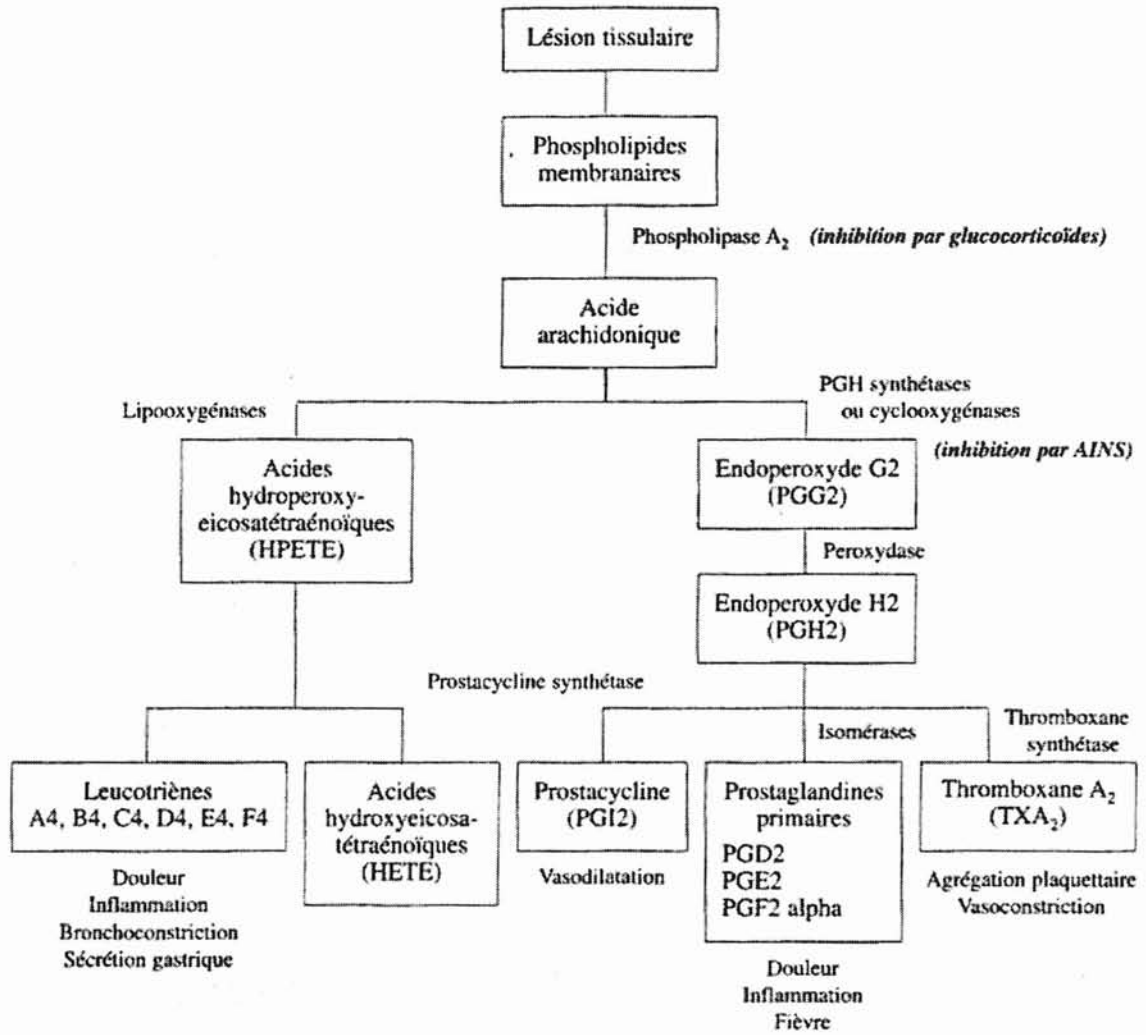 Lésion tissulaire
Phospholipides
membranaires
Phospholipase A₂ (inhibition par glucocorticoïdes)
Acide
arachidonique
Lipooxygénases
PGH synthétases
ou cyclooxygénases
(inhibition par AINS)
Acides
hydroperoxy-
eicosatétraénoïques
(HPETE)
Endoperoxyde G2
(PGG2)
Peroxydase
Endoperoxyde H2
(PGH2)
Prostacycline synthétase
Isomérases
Thromboxane
synthétase
Leucotriènes
A4, B4, C4, D4, E4, F4
Douleur
Inflammation
Bronchoconstriction
Sécrétion gastrique
Acides
hydroxyeicosa-
tétraénoïques
(HETE)
Prostacycline
(PGI2)
Vasodilatation
Prostaglandines
primaires
PGD2
PGE2
PGF2 alpha
Douleur
Inflammation
Fièvre
Thromboxane A₂
(TXA₂)
Agrégation plaquettaire
Vasoconstriction